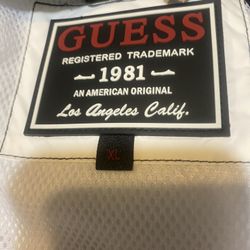 GUESS
REGISTERED TRADEMARK
1981
AN AMERICAN ORIGINAL
Los Angeles Calif.
XL